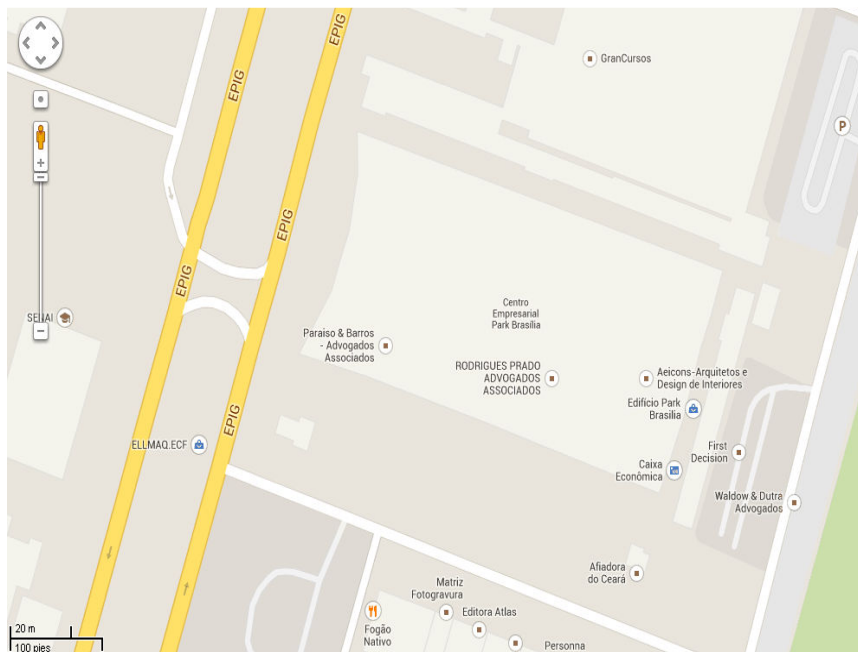 EPIG
EPIG
GranCursos
P
EPIG
EPIG
SENAI
Centro
Empresarial
Park Brasília
Paraiso & Barros
- Advogados
Associados
RODRIGUES PRADO
ADVOGADOS
ASSOCIADOS
Aeicons-Arquitetos e
Design de Interiores
Edifício Park
Brasilia
EPIG
ELLMAQ.ECF
First
Decision
Caixa
Econômica
Waldow & Dutra
Advogados
Afiadora
do Ceará
Matriz
Fotogravura
Editora Atlas
Fogão
Nativo
Personna
20 m
100 pies